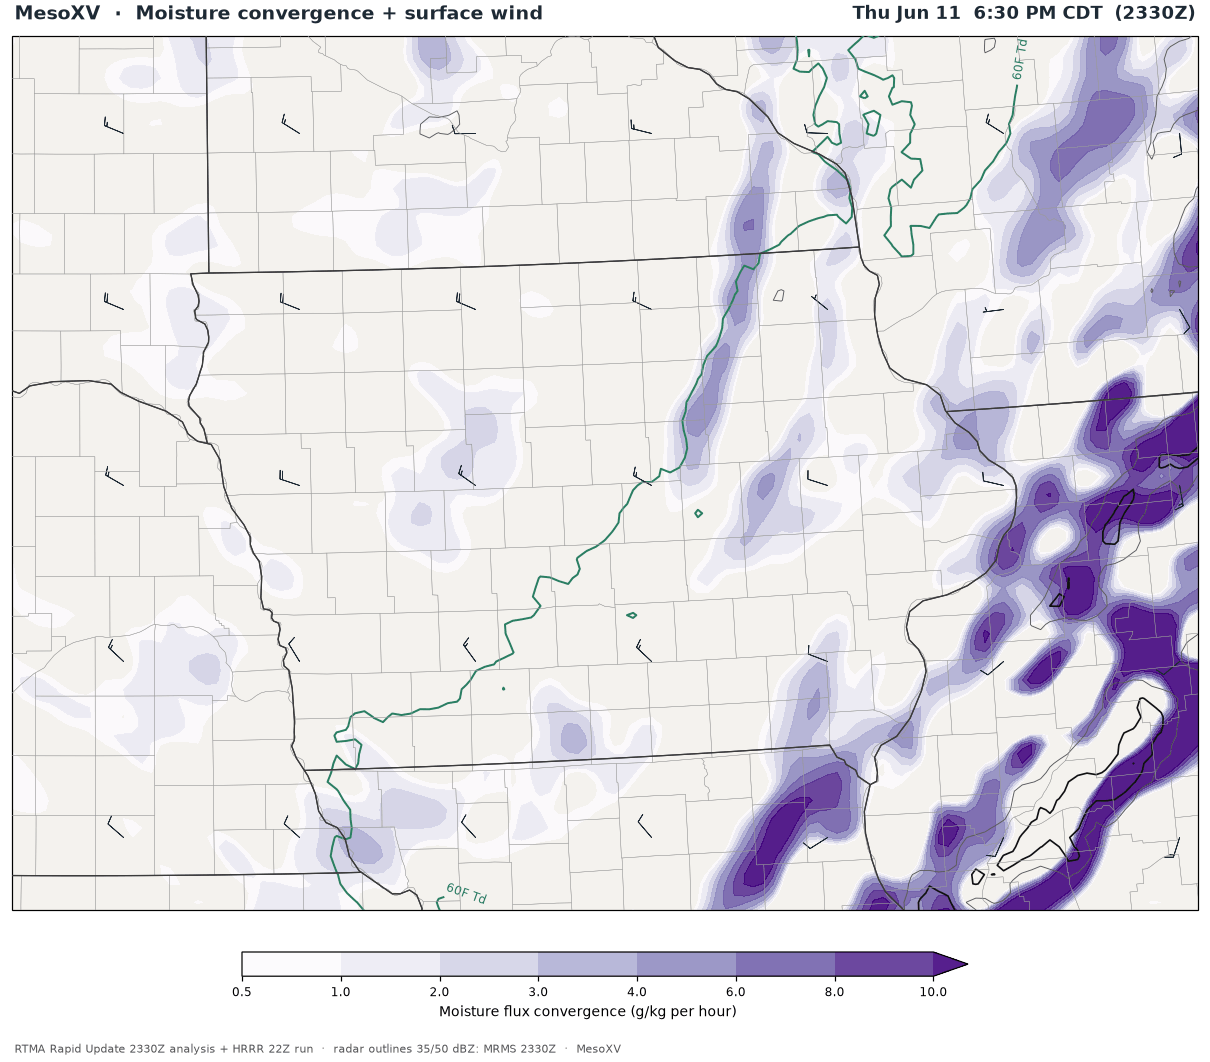 MesoXV · Moisture convergence + surface wind
Thu Jun 11 6:30 PM CDT (2330Z)
60F Td
60F Td
0.5 1.0 2.0 3.0 4.0 6.0 8.0 10.0
Moisture flux convergence (g/kg per hour)
RTMA Rapid Update 2330Z analysis + HRRR 22Z run · radar outlines 35/50 dBZ: MRMS 2330Z · MesoXV